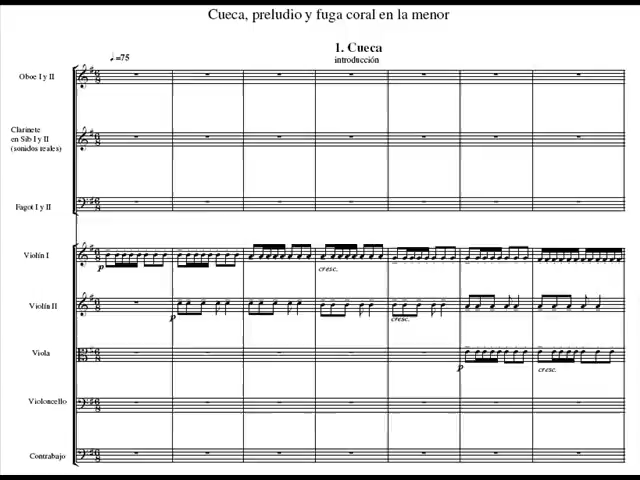 Cueca, preludio y fuga coral en la menor
1. Cueca
introducción
♩.=75
Oboe I y II
Clarinete
en Sib I y II
(sonidos reales)
Fagot I y II
Violín I
p
cresc.
Violín II
p
cresc.
Viola
p
cresc.
Violoncello
Contrabajo